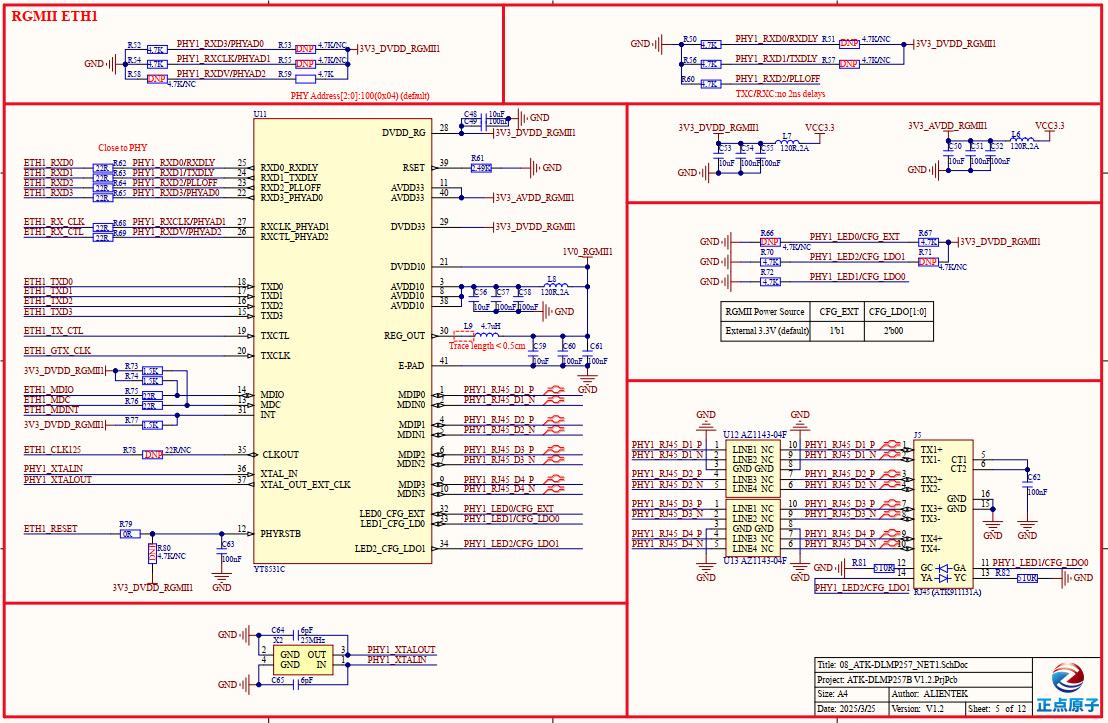 RGMII ETH1
R52 4.7K PHY1_RXD3/PHYAD0 R53 DNP 4.7K/NC 3V3_DVDD_RGMII1
GND R54 4.7K PHY1_RXCLK/PHYAD1 R55 DNP 4.7K/NC
R58 DNP 4.7K/NC PHY1_RXDV/PHYAD2 R59 4.7K
PHY Address[2:0]:100(0x04) (default)
GND R50 4.7K PHY1_RXD0/RXDLY R51 DNP 4.7K/NC 3V3_DVDD_RGMII1
R56 4.7K PHY1_RXD1/TXDLY R57 DNP 4.7K/NC
R60 4.7K PHY1_RXD2/PLLOFF
TXC/RXC:no 2ns delays
U11
Close to PHY
ETH1_RXD0 22R R62 PHY1_RXD0/RXDLY 25 RXD0_RXDLY
ETH1_RXD1 22R R63 PHY1_RXD1/TXDLY 24 RXD1_TXDLY
ETH1_RXD2 22R R64 PHY1_RXD2/PLLOFF 23 RXD2_PLLOFF
ETH1_RXD3 22R R65 PHY1_RXD3/PHYAD0 22 RXD3_PHYAD0
ETH1_RX_CLK 22R R68 PHY1_RXCLK/PHYAD1 27 RXCLK_PHYAD1
ETH1_RX_CTL 22R R69 PHY1_RXDV/PHYAD2 26 RXCTL_PHYAD2
ETH1_TXD0 18 TXD0
ETH1_TXD1 17 TXD1
ETH1_TXD2 16 TXD2
ETH1_TXD3 15 TXD3
ETH1_TX_CTL 19 TXCTL
ETH1_GTX_CLK 20 TXCLK
3V3_DVDD_RGMII1 R73 1.5K
R74 1.5K
ETH1_MDIO R75 22R 14 MDIO
ETH1_MDC R76 22R 13 MDC
ETH1_MDINT 31 INT
3V3_DVDD_RGMII1 R77 1.5K
ETH1_CLK125 R78 DNP 22R/NC 35 CLKOUT
PHY1_XTALIN 36 XTAL_IN
PHY1_XTALOUT 37 XTAL_OUT_EXT_CLK
ETH1_RESET R79 0R 12 PHYRSTB
R80 DNP 4.7K/NC
C63 100nF
3V3_DVDD_RGMII1 GND
YT8531C
DVDD_RG 28 C48 10nF GND
C49 100nF 3V3_DVDD_RGMII1
RSET 39 R61 2.49K GND
AVDD33 11
AVDD33 40 3V3_AVDD_RGMII1
DVDD33 29 3V3_DVDD_RGMII1
1V0_RGMII1
DVDD10 21
AVDD10 3 L8 120R,2A
AVDD10 8 C56 C57 C58
AVDD10 38 10uF 100nF 100nF GND
REG_OUT 30 L9 4.7uH
Trace length < 0.5cm C59 10uF C60 100nF C61 100nF
E-PAD 41 GND
MDIP0 1 PHY1_RJ45_D1_P
MDIN0 2 PHY1_RJ45_D1_N
MDIP1 4 PHY1_RJ45_D2_P
MDIN1 5 PHY1_RJ45_D2_N
MDIP2 6 PHY1_RJ45_D3_P
MDIN2 7 PHY1_RJ45_D3_N
MDIP3 9 PHY1_RJ45_D4_P
MDIN3 10 PHY1_RJ45_D4_N
LED0_CFG_EXT 32 PHY1_LED0/CFG_EXT
LED1_CFG_LD0 33 PHY1_LED1/CFG_LDO0
LED2_CFG_LDO1 34 PHY1_LED2/CFG_LDO1
3V3_DVDD_RGMII1 L7 VCC3.3
C53 C54 C55 120R,2A
10uF 100nF 100nF
GND
3V3_AVDD_RGMII1 L6 VCC3.3
C50 C51 C52 120R,2A
10uF 100nF 100nF
GND
GND R66 DNP 4.7K/NC PHY1_LED0/CFG_EXT R67 4.7K 3V3_DVDD_RGMII1
GND R70 4.7K PHY1_LED2/CFG_LDO1 R71 DNP 4.7K/NC
GND R72 4.7K PHY1_LED1/CFG_LDO0
RGMII Power Source CFG_EXT CFG_LDO[1:0]
External 3.3V (default) 1'b1 2'b00
GND GND
U12 AZ1143-04F J5
PHY1_RJ45_D1_P 1 LINE1 NC 10 PHY1_RJ45_D1_P 1 TX1+
PHY1_RJ45_D1_N 2 LINE2 NC 9 PHY1_RJ45_D1_N 2 TX1- CT1 5
3 GND GND 8 CT2 6
PHY1_RJ45_D2_P 4 LINE3 NC 7 PHY1_RJ45_D2_P 3 TX2+
PHY1_RJ45_D2_N 5 LINE4 NC 6 PHY1_RJ45_D2_N 4 TX2- C62 100nF
GND 16
PHY1_RJ45_D3_P 1 LINE1 NC 10 PHY1_RJ45_D3_P 7 TX3+ GND 15
PHY1_RJ45_D3_N 2 LINE2 NC 9 PHY1_RJ45_D3_N 8 TX3-
3 GND GND 8 GND GND
PHY1_RJ45_D4_P 4 LINE3 NC 7 PHY1_RJ45_D4_P 9 TX4+
PHY1_RJ45_D4_N 5 LINE4 NC 6 PHY1_RJ45_D4_N 10 TX4-
U13 AZ1143-04F
GND GND
GND R81 510R 12 GC GA 11 PHY1_LED1/CFG_LDO0
14 YA YC 13 R82 510R GND
PHY1_LED2/CFG_LDO1 RJ45 (ATK911131A)
GND C64 6pF
X2 25MHz
2 GND OUT 3 PHY1_XTALOUT
4 GND IN 1 PHY1_XTALIN
GND C65 6pF
Title: 08_ATK-DLMP257_NET1.SchDoc
Project: ATK-DLMP257B V1.2.PrjPcb
Size: A4 Author: ALIENTEK
Date: 2025/3/25 Version: V1.2 Sheet: 5 of 12
正点原子